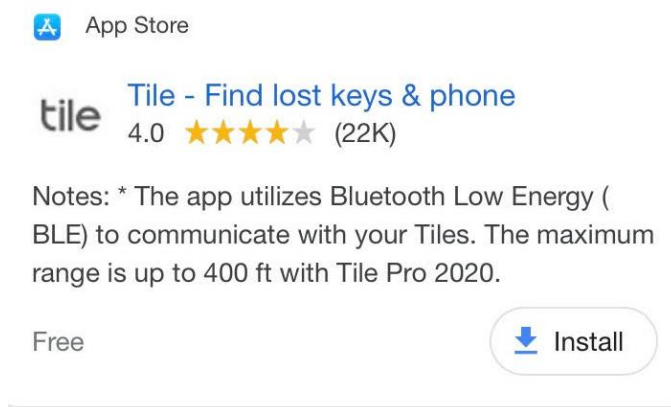 App Store
tile
Tile - Find lost keys & phone
4.0 ★★★★★ (22K)
Notes: * The app utilizes Bluetooth Low Energy (
BLE) to communicate with your Tiles. The maximum
range is up to 400 ft with Tile Pro 2020.
Free
Install